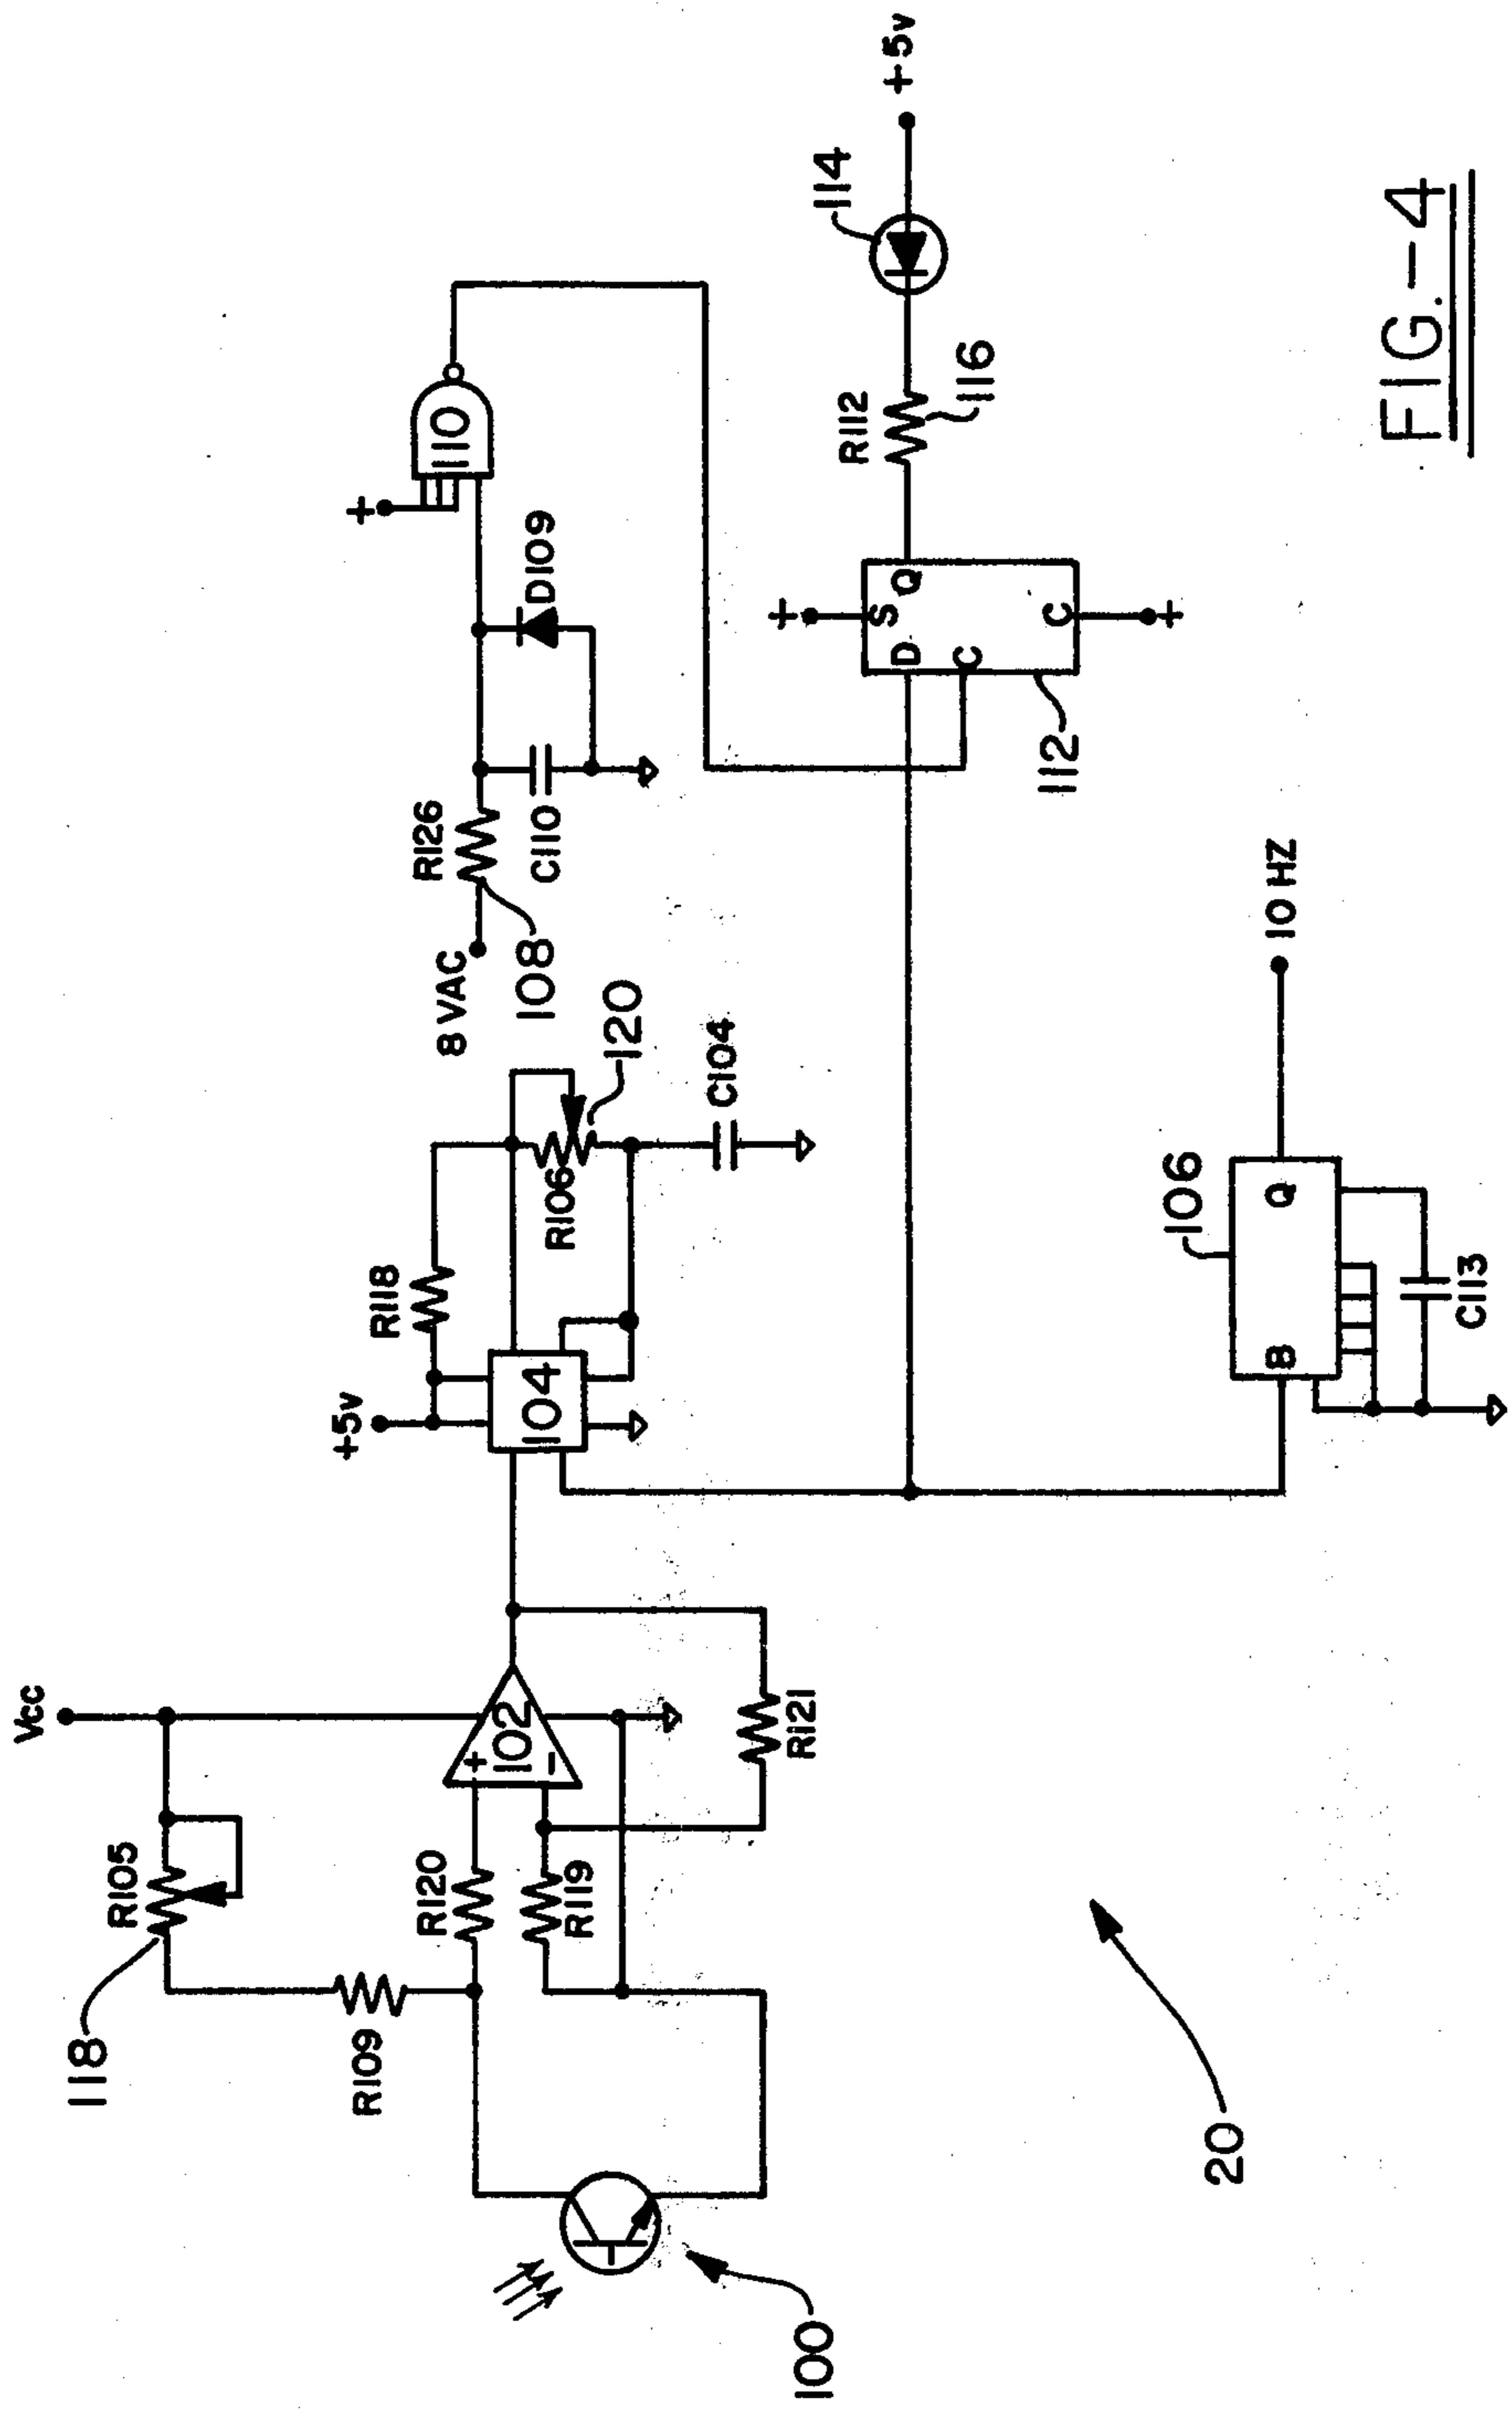 Vcc
R105
118
R109
R120
R119
+
102
−
R121
100
20
+5v
R118
104
R106
120
C104
8 VAC
R126
108
C110
D109
+
110
+
S
D
Q
C
C
+
112
R112
116
114
+5v
106
B
Q
C113
10 HZ
FIG.-4